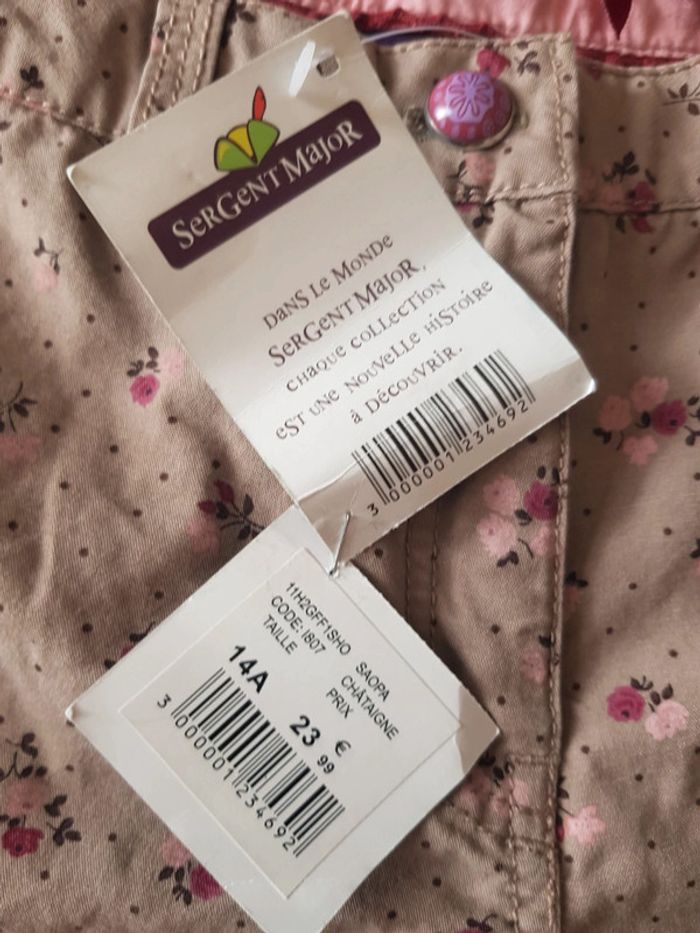 SeRGeNT MaJoR
DaNS Le MoNDe
SeRGeNT MaJoR,
CHaQUe coLLecTioN
eST UNe NoUVeLLe HiSToiRe
à DécoUVRiR.
3 000001 234692
11H2GFF1SHO SAOPA
CODE: I807 CHATAIGNE
TAILLE PRIX
14A 23 €
99
3 000001 234692